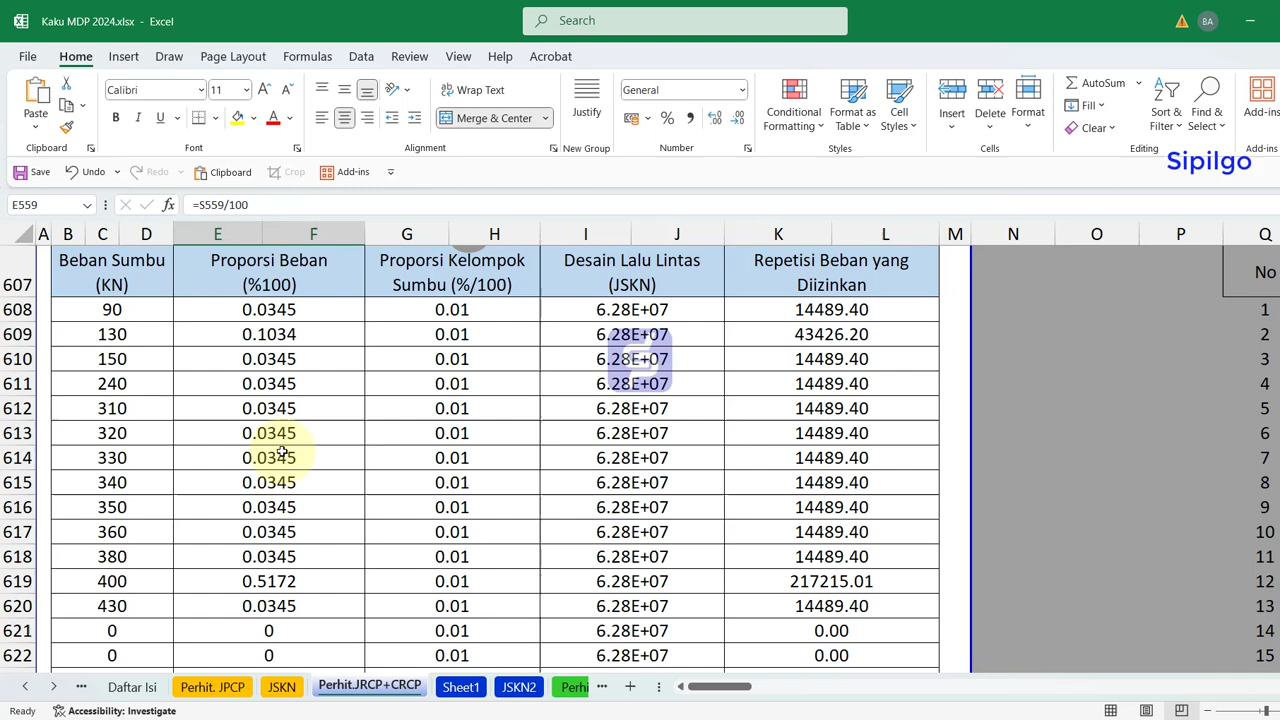 Kaku MDP 2024.xlsx - Excel
Search
BA
File Home Insert Draw Page Layout Formulas Data Review View Help Acrobat
Paste
Clipboard
Calibri 11
B I U A
Font
Wrap Text
Merge & Center
Alignment
Justify
New Group
General
%
Number
Conditional Formatting
Format as Table
Cell Styles
Styles
Insert Delete Format
Cells
AutoSum
Fill
Clear
Sort & Filter
Find & Select
Editing
Add-ins
Add-ins
Sipilgo
Save Undo Redo Clipboard Crop Add-ins
E559 fx =S559/100
A B C D E F G H I J K L M N O P Q
607 Beban Sumbu (KN) Proporsi Beban (%100) Proporsi Kelompok Sumbu (%/100) Desain Lalu Lintas (JSKN) Repetisi Beban yang Diizinkan No
608 90 0.0345 0.01 6.28E+07 14489.40 1
609 130 0.1034 0.01 6.28E+07 43426.20 2
610 150 0.0345 0.01 6.28E+07 14489.40 3
611 240 0.0345 0.01 6.28E+07 14489.40 4
612 310 0.0345 0.01 6.28E+07 14489.40 5
613 320 0.0345 0.01 6.28E+07 14489.40 6
614 330 0.0345 0.01 6.28E+07 14489.40 7
615 340 0.0345 0.01 6.28E+07 14489.40 8
616 350 0.0345 0.01 6.28E+07 14489.40 9
617 360 0.0345 0.01 6.28E+07 14489.40 10
618 380 0.0345 0.01 6.28E+07 14489.40 11
619 400 0.5172 0.01 6.28E+07 217215.01 12
620 430 0.0345 0.01 6.28E+07 14489.40 13
621 0 0 0.01 6.28E+07 0.00 14
622 0 0 0.01 6.28E+07 0.00 15
Daftar Isi Perhit. JPCP JSKN Perhit.JRCP+CRCP Sheet1 JSKN2 Perhi
Ready Accessibility: Investigate